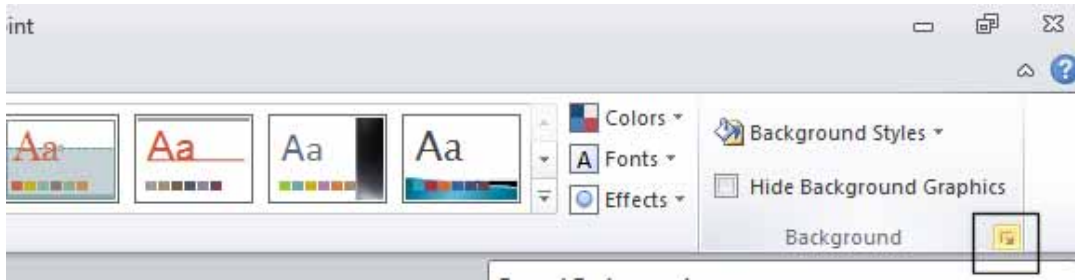 int
Aa Aa Aa Aa
Colors
Fonts
Effects
Background Styles
Hide Background Graphics
Background